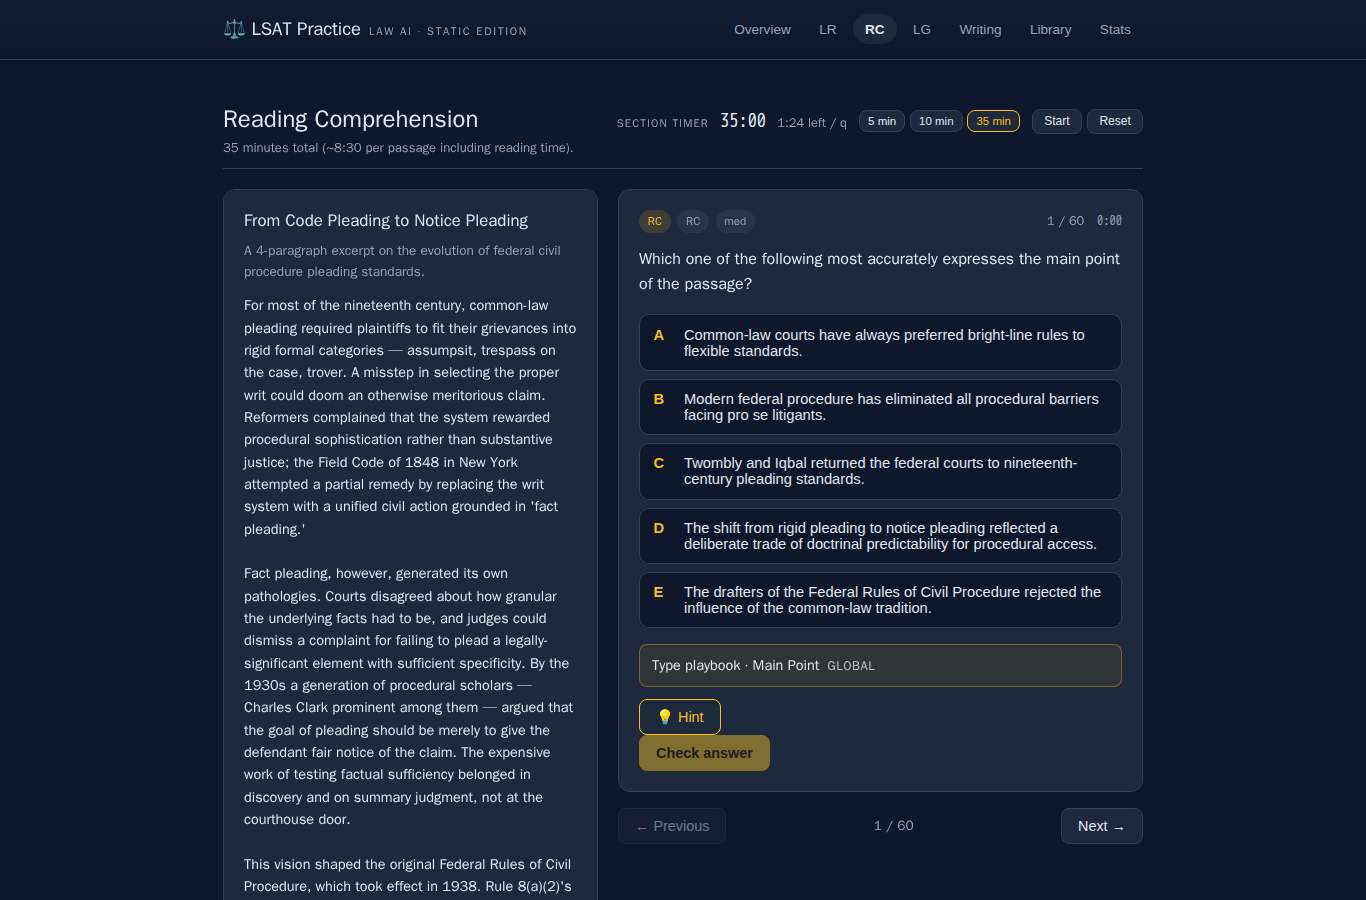 ⚖️ LSAT Practice LAW AI · STATIC EDITION
Overview LR RC LG Writing Library Stats
Reading Comprehension
SECTION TIMER 35:00 1:24 left / q 5 min 10 min 35 min Start Reset
35 minutes total (~8:30 per passage including reading time).
From Code Pleading to Notice Pleading
A 4-paragraph excerpt on the evolution of federal civil
procedure pleading standards.
For most of the nineteenth century, common-law
pleading required plaintiffs to fit their grievances into
rigid formal categories — assumpsit, trespass on
the case, trover. A misstep in selecting the proper
writ could doom an otherwise meritorious claim.
Reformers complained that the system rewarded
procedural sophistication rather than substantive
justice; the Field Code of 1848 in New York
attempted a partial remedy by replacing the writ
system with a unified civil action grounded in 'fact
pleading.'
Fact pleading, however, generated its own
pathologies. Courts disagreed about how granular
the underlying facts had to be, and judges could
dismiss a complaint for failing to plead a legally-
significant element with sufficient specificity. By the
1930s a generation of procedural scholars —
Charles Clark prominent among them — argued that
the goal of pleading should be merely to give the
defendant fair notice of the claim. The expensive
work of testing factual sufficiency belonged in
discovery and on summary judgment, not at the
courthouse door.
This vision shaped the original Federal Rules of Civil
Procedure, which took effect in 1938. Rule 8(a)(2)'s
RC RC med 1 / 60 0:00
Which one of the following most accurately expresses the main point
of the passage?
A Common-law courts have always preferred bright-line rules to
flexible standards.
B Modern federal procedure has eliminated all procedural barriers
facing pro se litigants.
C Twombly and Iqbal returned the federal courts to nineteenth-
century pleading standards.
D The shift from rigid pleading to notice pleading reflected a
deliberate trade of doctrinal predictability for procedural access.
E The drafters of the Federal Rules of Civil Procedure rejected the
influence of the common-law tradition.
Type playbook · Main Point GLOBAL
💡 Hint
Check answer
← Previous 1 / 60 Next →